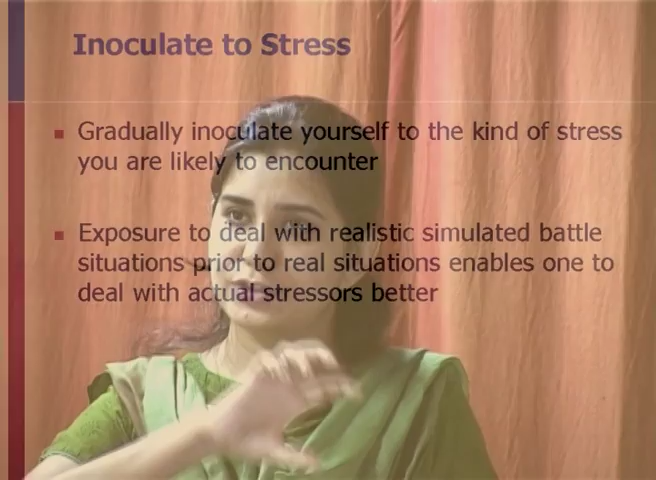 Inoculate to Stress
Gradually inoculate yourself to the kind of stress
you are likely to encounter
Exposure to deal with realistic simulated battle
situations prior to real situations enables one to
deal with actual stressors better